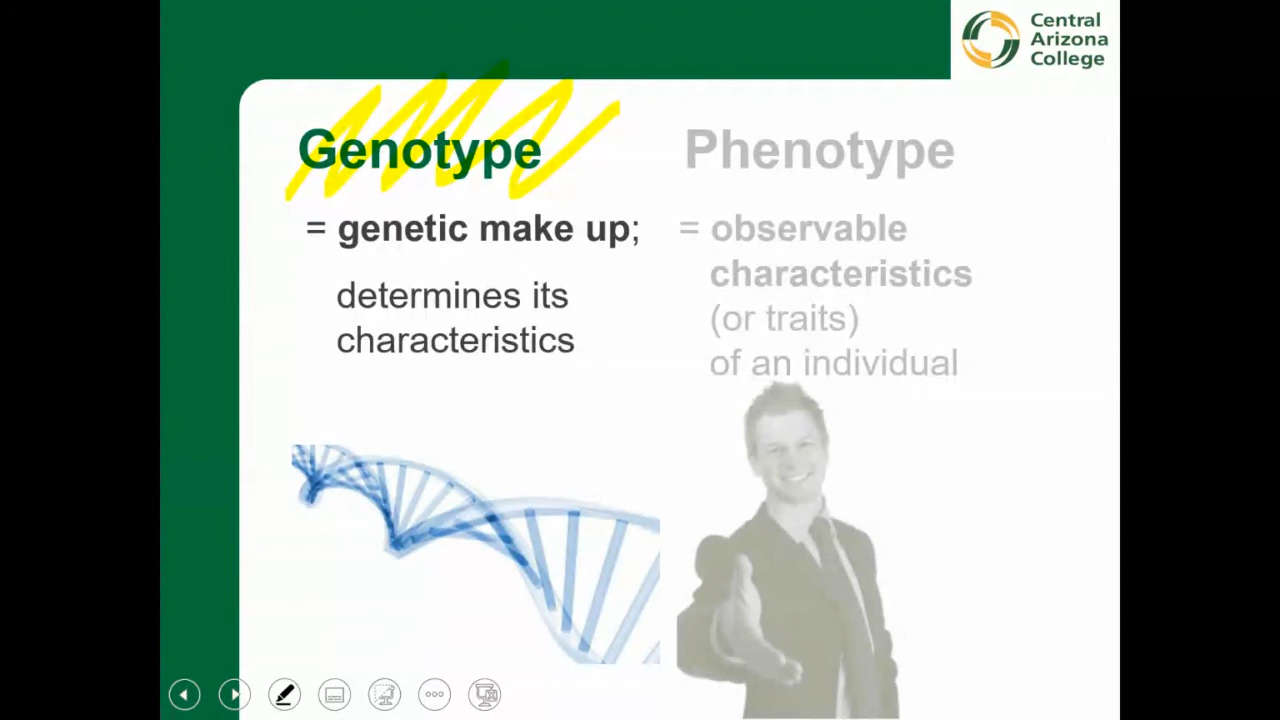 Central
Arizona
College
Genotype
= genetic make up;
determines its
characteristics
Phenotype
= observable
characteristics
(or traits)
of an individual